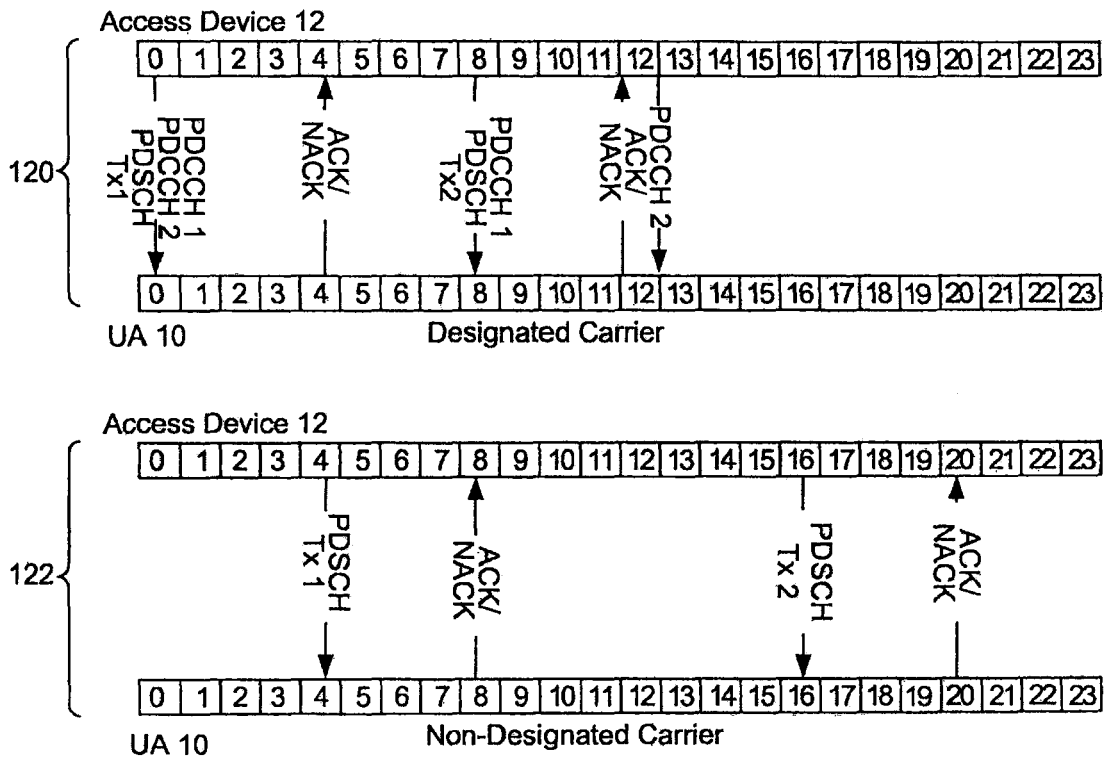 Access Device 12
0 1 2 3 4 5 6 7 8 9 10 11 12 13 14 15 16 17 18 19 20 21 22 23
120
PDCCH 1
PDCCH 2
PDSCH
Tx1
ACK/
NACK
PDCCH 1
PDSCH
Tx2
ACK/
NACK
PDCCH 2
0 1 2 3 4 5 6 7 8 9 10 11 12 13 14 15 16 17 18 19 20 21 22 23
UA 10
Designated Carrier
Access Device 12
0 1 2 3 4 5 6 7 8 9 10 11 12 13 14 15 16 17 18 19 20 21 22 23
122
PDSCH
Tx 1
ACK/
NACK
PDSCH
Tx 2
ACK/
NACK
0 1 2 3 4 5 6 7 8 9 10 11 12 13 14 15 16 17 18 19 20 21 22 23
UA 10
Non-Designated Carrier